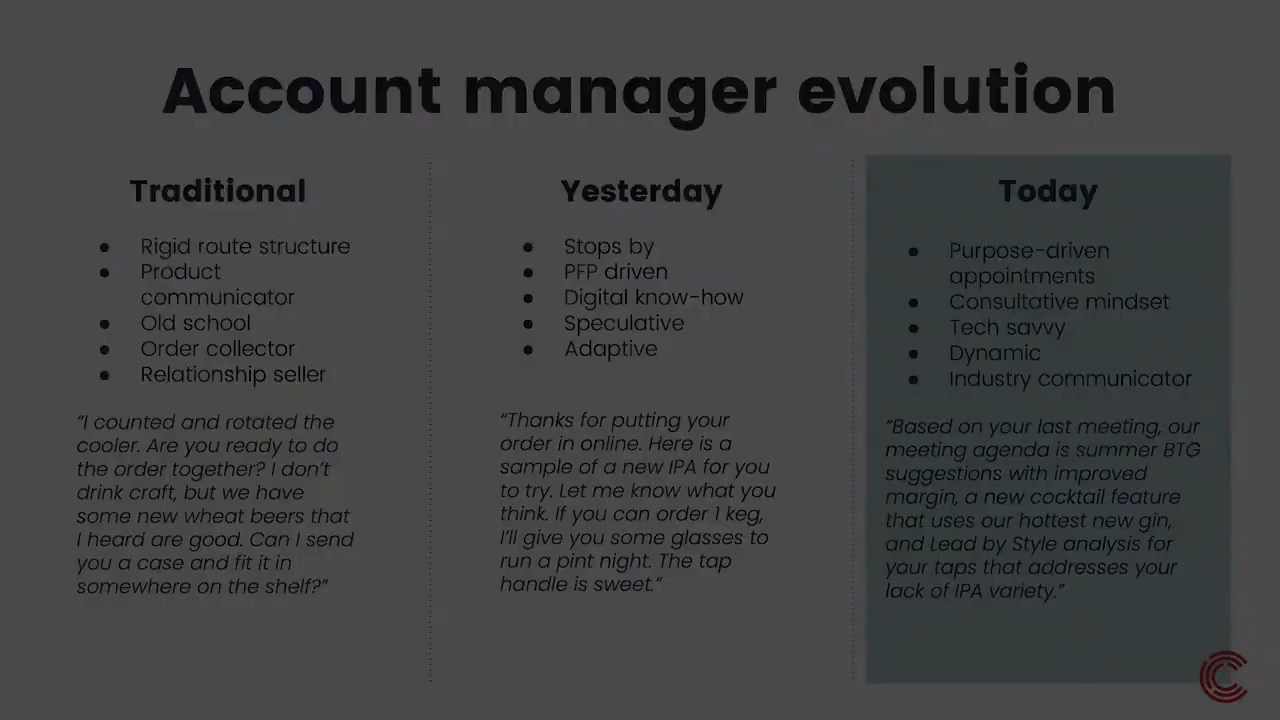 Account manager evolution
Traditional
● Rigid route structure
● Product
communicator
● Old school
● Order collector
● Relationship seller
“I counted and rotated the
cooler. Are you ready to do
the order together? I don’t
drink craft, but we have
some new wheat beers that
I heard are good. Can I send
you a case and fit it in
somewhere on the shelf?”
Yesterday
● Stops by
● PFP driven
● Digital know-how
● Speculative
● Adaptive
“Thanks for putting your
order in online. Here is a
sample of a new IPA for you
to try. Let me know what you
think. If you can order 1 keg,
I’ll give you some glasses to
run a pint night. The tap
handle is sweet.”
Today
● Purpose-driven
appointments
● Consultative mindset
● Tech savvy
● Dynamic
● Industry communicator
“Based on your last meeting, our
meeting agenda is summer BTG
suggestions with improved
margin, a new cocktail feature
that uses our hottest new gin,
and Lead by Style analysis for
your taps that addresses your
lack of IPA variety.”